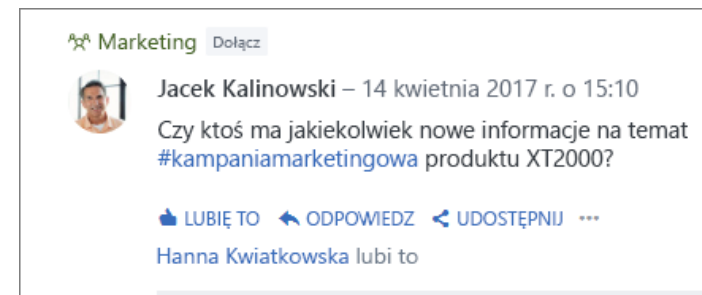 Marketing Dołącz
Jacek Kalinowski – 14 kwietnia 2017 r. o 15:10
Czy ktoś ma jakiekolwiek nowe informacje na temat
#kampaniamarketingowa produktu XT2000?
LUBIĘ TO ODPOWIEDZ UDOSTĘPNIJ ···
Hanna Kwiatkowska lubi to